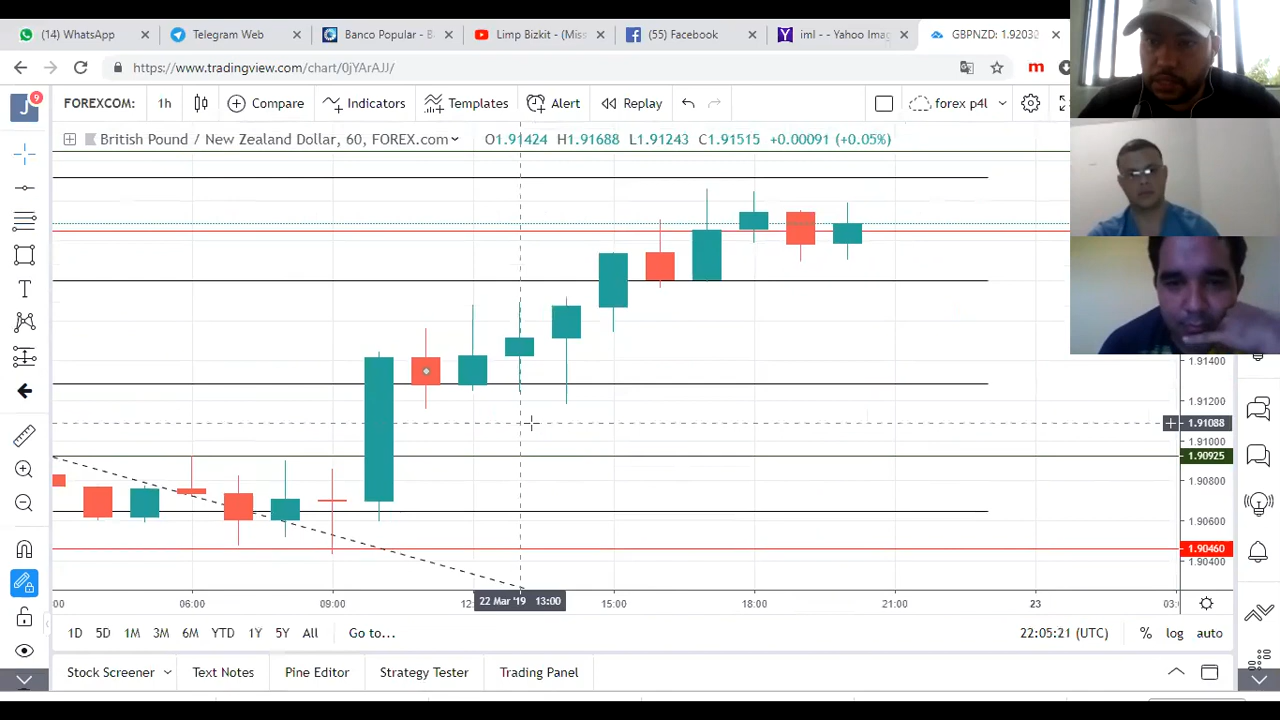 (14) WhatsApp
Telegram Web
Banco Popular - B
Limp Bizkit - (Miss
(55) Facebook
iml - - Yahoo Imag
GBPNZD: 1.92032
https://www.tradingview.com/chart/0jYArAJJ/
m
J
9
FOREXCOM:
1h
Compare
Indicators
Templates
Alert
Replay
forex p4l
British Pound / New Zealand Dollar, 60, FOREX.com
O1.91424 H1.91688 L1.91243 C1.91515 +0.00091 (+0.05%)
T
1.91400
1.91200
1.91088
1.91000
1.90925
1.90800
1.90600
1.90460
1.90400
:00
06:00
09:00
12:
22 Mar '19 13:00
15:00
18:00
21:00
23
03:
1D
5D
1M
3M
6M
YTD
1Y
5Y
All
Go to...
22:05:21 (UTC)
%
log
auto
Stock Screener
Text Notes
Pine Editor
Strategy Tester
Trading Panel